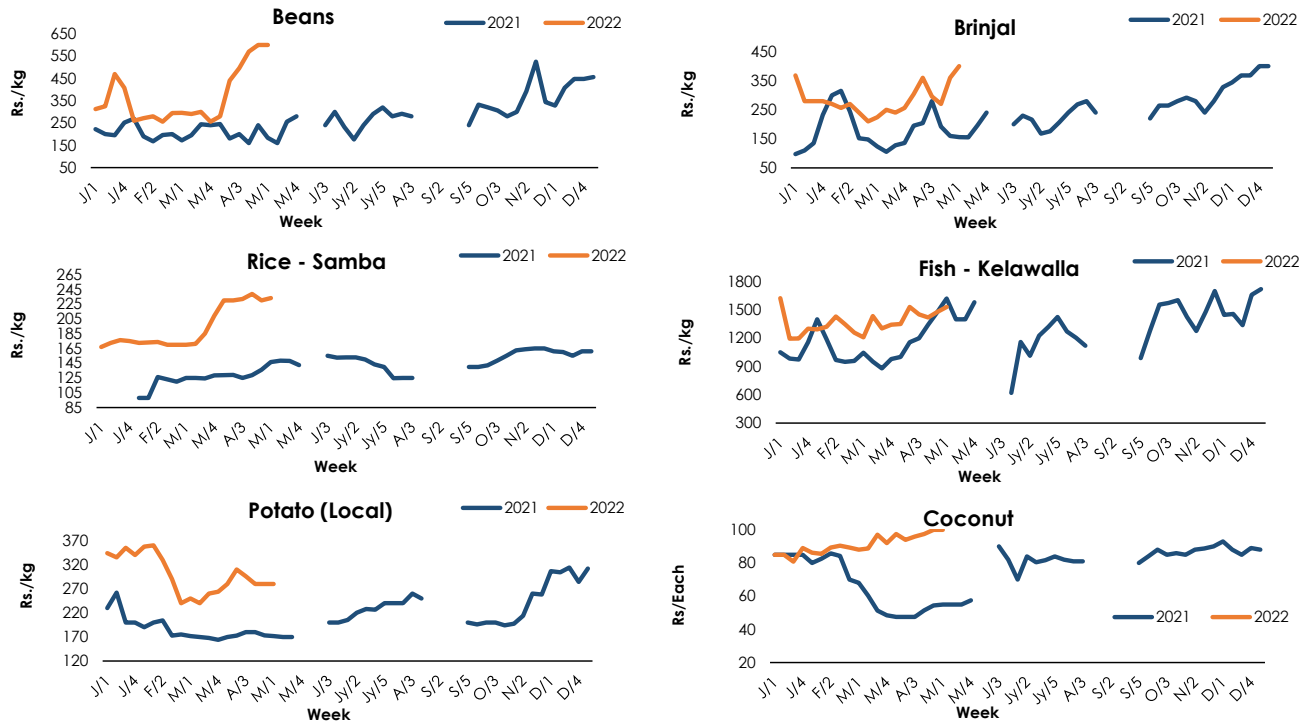 Beans
2021
2022
Rs./kg
650
550
450
350
250
150
50
J/1
J/4
F/2
M/1
M/4
A/3
M/1
M/4
J/3
Jy/2
Jy/5
A/3
S/2
S/5
O/3
N/2
D/1
D/4
Week
Brinjal
2021
2022
Rs./kg
450
350
250
150
50
J/1
J/4
F/2
M/1
M/4
A/3
M/1
M/4
J/3
Jy/2
Jy/5
A/3
S/2
S/5
O/3
N/2
D/1
D/4
Week
Rice - Samba
2021
2022
Rs./kg
265
245
225
205
185
165
145
125
105
85
J/1
J/4
F/2
M/1
M/4
A/3
M/1
M/4
J/3
Jy/2
Jy/5
A/3
S/2
S/5
O/3
N/2
D/1
D/4
Week
Fish - Kelawalla
2021
2022
Rs./kg
1800
1500
1200
900
600
300
J/1
J/4
F/2
M/1
M/4
A/3
M/1
M/4
J/3
Jy/2
Jy/5
A/3
S/2
S/5
O/3
N/2
D/1
D/4
Week
Potato (Local)
2021
2022
Rs./kg
370
320
270
220
170
120
J/1
J/4
F/2
M/1
M/4
A/3
M/1
M/4
J/3
Jy/2
Jy/5
A/3
S/2
S/5
O/3
N/2
D/1
D/4
Week
Coconut
Rs/Each
100
80
60
40
20
2021
2022
J/1
J/4
F/2
M/1
M/4
A/3
M/1
M/4
J/3
Jy/2
Jy/5
A/3
S/2
S/5
O/3
N/2
D/1
D/4
Week